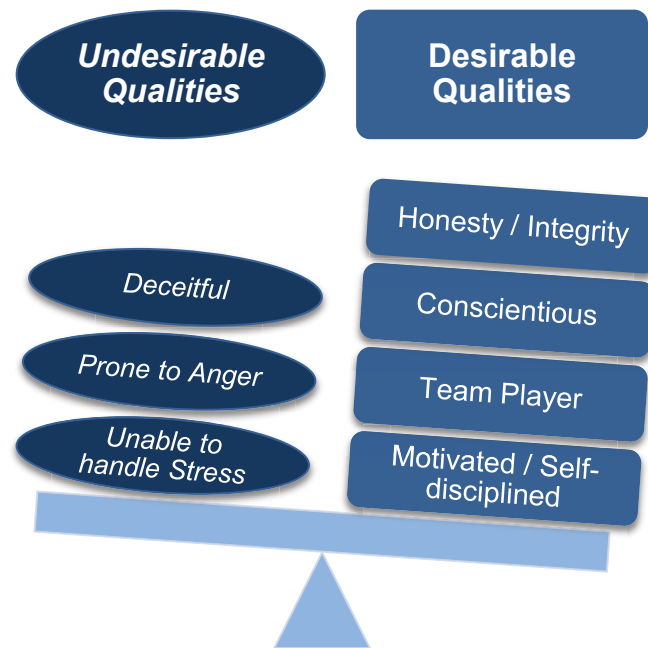 Undesirable
Qualities
Desirable
Qualities
Deceitful
Prone to Anger
Unable to
handle Stress
Honesty / Integrity
Conscientious
Team Player
Motivated / Self-
disciplined